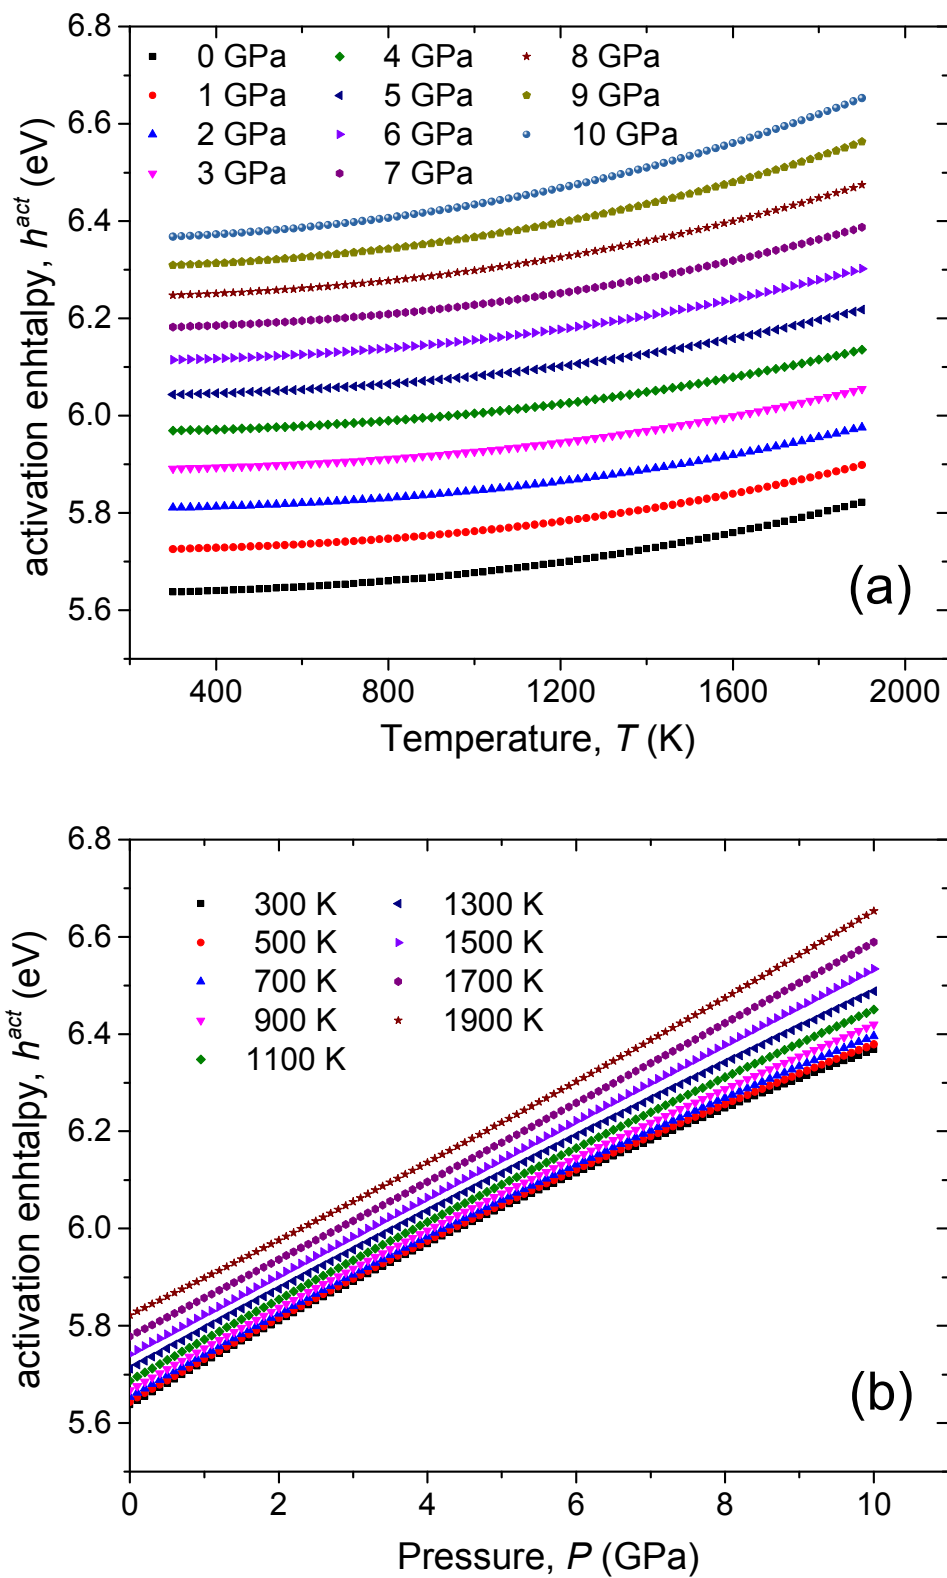 6.8
0 GPa 4 GPa 8 GPa
1 GPa 5 GPa 9 GPa
2 GPa 6 GPa 10 GPa
3 GPa 7 GPa
6.6
6.4
6.2
6.0
5.8
5.6
activation enhtalpy, h^act (eV)
(a)
400 800 1200 1600 2000
Temperature, T (K)
6.8
300 K 1300 K
500 K 1500 K
700 K 1700 K
900 K 1900 K
1100 K
6.6
6.4
6.2
6.0
5.8
5.6
activation enhtalpy, h^act (eV)
(b)
0 2 4 6 8 10
Pressure, P (GPa)